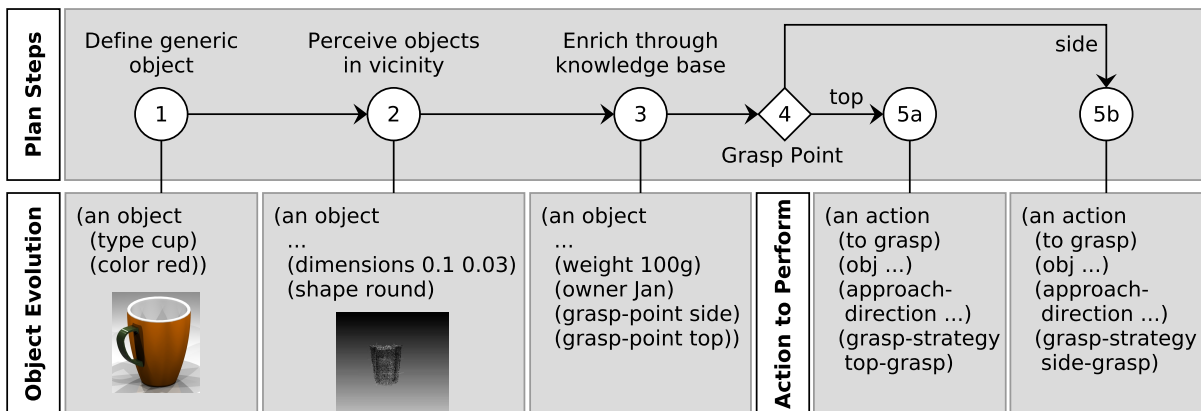 Plan Steps
Define generic
object
Perceive objects
in vicinity
Enrich through
knowledge base
side
top
1
2
3
4
5a
5b
Grasp Point
Object Evolution
(an object
(type cup)
(color red))
(an object
...
(dimensions 0.1 0.03)
(shape round)
(an object
...
(weight 100g)
(owner Jan)
(grasp-point side)
(grasp-point top))
Action to Perform
(an action
(to grasp)
(obj ...)
(approach-
direction ...)
(grasp-strategy
top-grasp)
(an action
(to grasp)
(obj ...)
(approach-
direction ...)
(grasp-strategy
side-grasp)